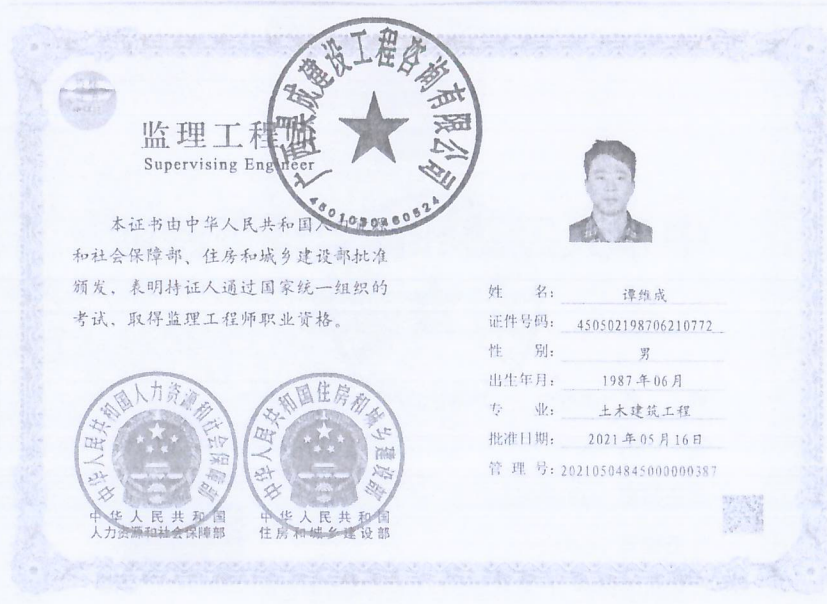 监理工程
Supervising Engineer
本证书由中华人民共和国人力
和社会保障部、住房和城乡建设部批准
颁发,表明持证人通过国家统一组织的
考试,取得监理工程师职业资格。
中华人民共和国人力资源和社会保障部
中华人民共和国住房和城乡建设部
中华人民共和国
人力资源和社会保障部
中华人民共和国
住房和城乡建设部
成建设工程咨询有限公司
姓 名: 谭维成
证件号码: 450502198706210772
性 别: 男
出生年月: 1987年06月
专 业: 土木建筑工程
批准日期: 2021年05月16日
管 理 号: 20210504845000000387